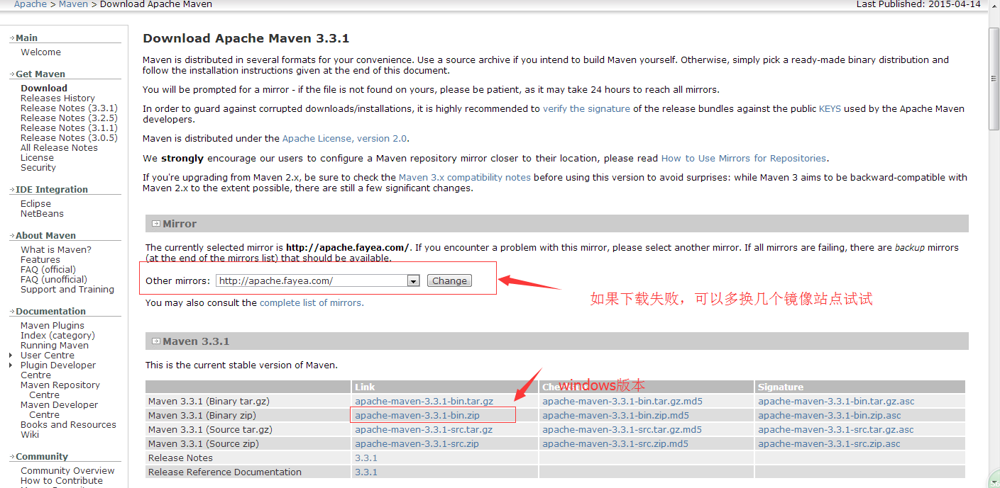 Apache > Maven > Download Apache Maven
Last Published: 2015-04-14
Main
Welcome
Get Maven
Download
Releases History
Release Notes (3.3.1)
Release Notes (3.2.5)
Release Notes (3.1.1)
Release Notes (3.0.5)
All Release Notes
License
Security
IDE Integration
Eclipse
NetBeans
About Maven
What is Maven?
Features
FAQ (official)
FAQ (unofficial)
Support and Training
Documentation
Maven Plugins
Index (category)
Running Maven
User Centre
Plugin Developer
Centre
Maven Repository
Centre
Maven Developer
Centre
Books and Resources
Wiki
Community
Community Overview
How to Contribute
Download Apache Maven 3.3.1
Maven is distributed in several formats for your convenience. Use a source archive if you intend to build Maven yourself. Otherwise, simply pick a ready-made binary distribution and
follow the installation instructions given at the end of this document.
You will be prompted for a mirror - if the file is not found on yours, please be patient, as it may take 24 hours to reach all mirrors.
In order to guard against corrupted downloads/installations, it is highly recommended to verify the signature of the release bundles against the public KEYS used by the Apache Maven
developers.
Maven is distributed under the Apache License, version 2.0.
We strongly encourage our users to configure a Maven repository mirror closer to their location, please read How to Use Mirrors for Repositories.
If you're upgrading from Maven 2.x, be sure to check the Maven 3.x compatibility notes before using this version to avoid surprises: while Maven 3 aims to be backward-compatible with
Maven 2.x to the extent possible, there are still a few significant changes.
Mirror
The currently selected mirror is http://apache.fayea.com/. If you encounter a problem with this mirror, please select another mirror. If all mirrors are failing, there are backup mirrors
(at the end of the mirrors list) that should be available.
Other mirrors: http://apache.fayea.com/ Change
如果下载失败，可以多换几个镜像站点试试
You may also consult the complete list of mirrors.
Maven 3.3.1
This is the current stable version of Maven.
windows版本
Link Signature
Maven 3.3.1 (Binary tar.gz) apache-maven-3.3.1-bin.tar.gz apache-maven-3.3.1-bin.tar.gz.md5 apache-maven-3.3.1-bin.tar.gz.asc
Maven 3.3.1 (Binary zip) apache-maven-3.3.1-bin.zip apache-maven-3.3.1-bin.zip.md5 apache-maven-3.3.1-bin.zip.asc
Maven 3.3.1 (Source tar.gz) apache-maven-3.3.1-src.tar.gz apache-maven-3.3.1-src.tar.gz.md5 apache-maven-3.3.1-src.tar.gz.asc
Maven 3.3.1 (Source zip) apache-maven-3.3.1-src.zip apache-maven-3.3.1-src.zip.md5 apache-maven-3.3.1-src.zip.asc
Release Notes 3.3.1
Release Reference Documentation 3.3.1